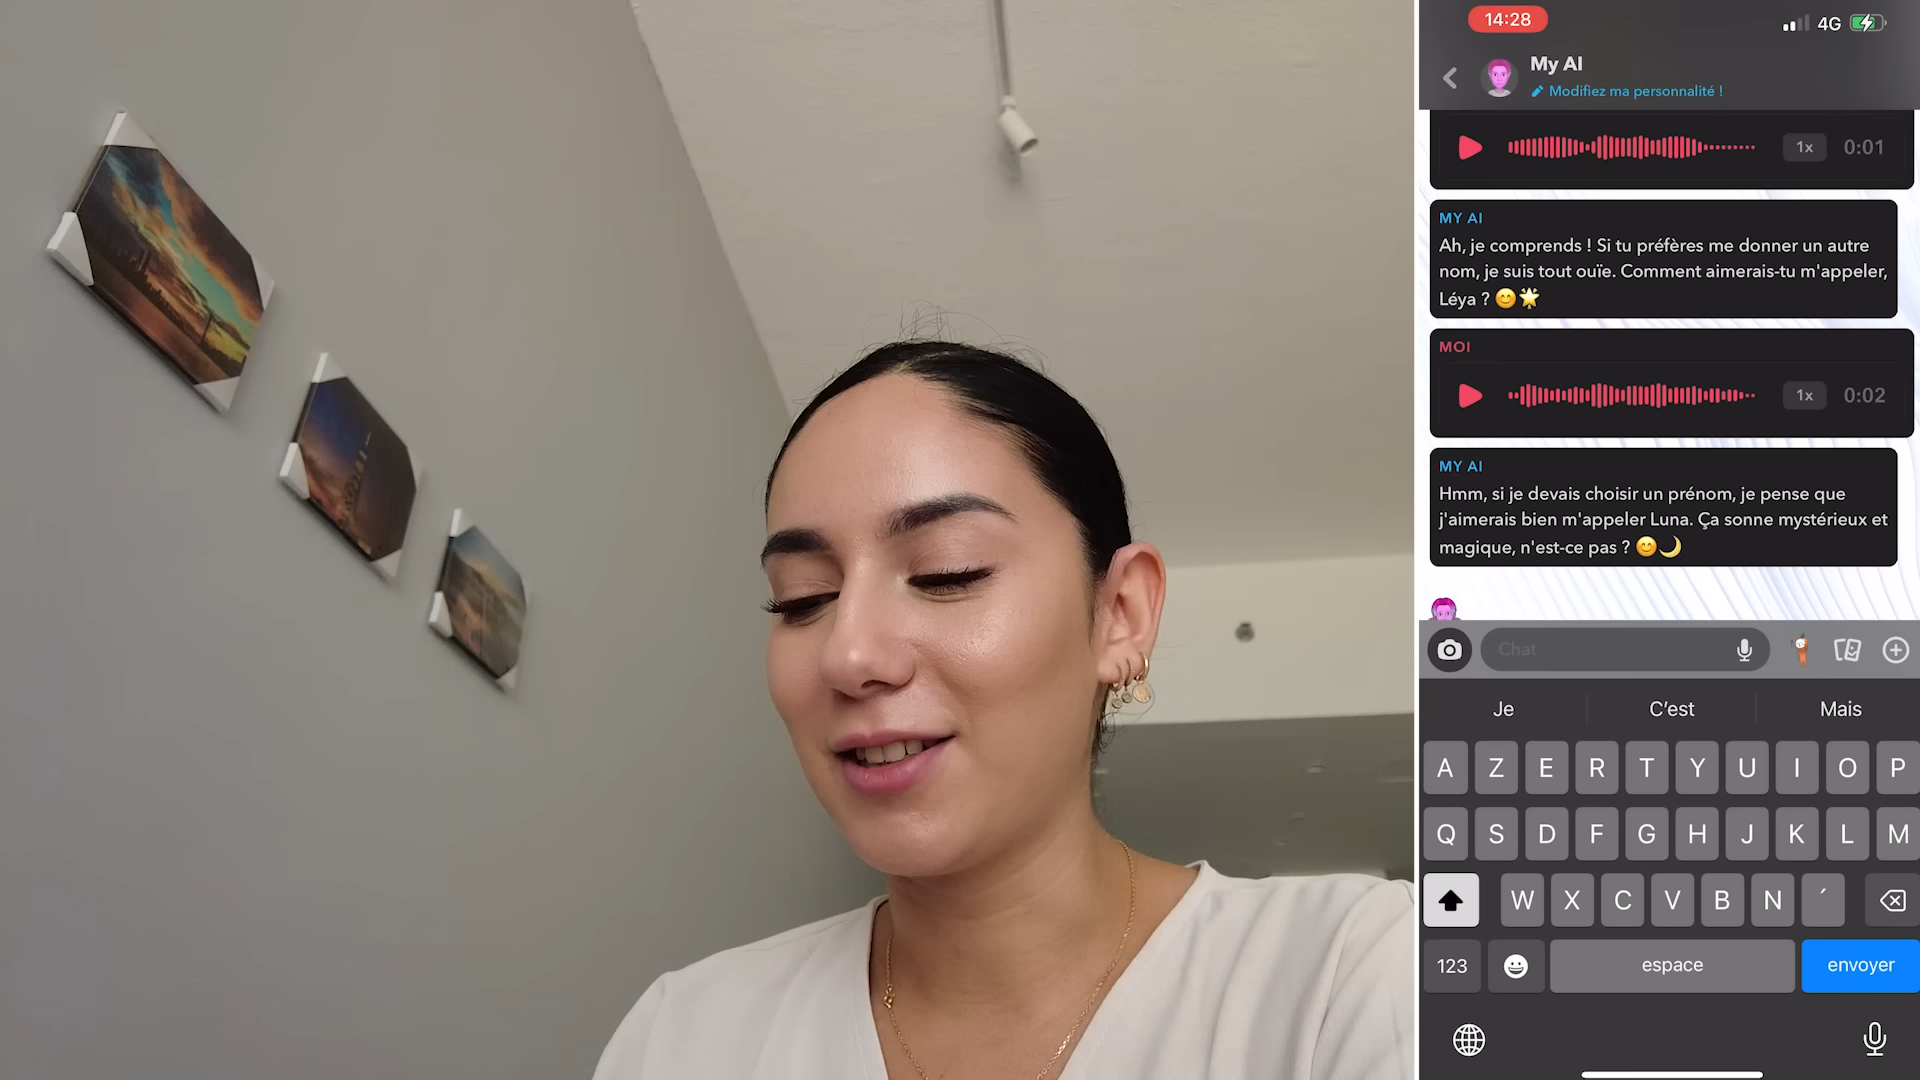 14:28
4G
My AI
Modifiez ma personnalité !
1x 0:01
MY AI
Ah, je comprends ! Si tu préfères me donner un autre
nom, je suis tout ouïe. Comment aimerais-tu m'appeler,
Léya ? 😊🌟
MOI
1x 0:02
MY AI
Hmm, si je devais choisir un prénom, je pense que
j'aimerais bien m'appeler Luna. Ça sonne mystérieux et
magique, n'est-ce pas ? 😊🌙
Chat
Je C'est Mais
A Z E R T Y U I O P
Q S D F G H J K L M
W X C V B N ´
123 espace envoyer